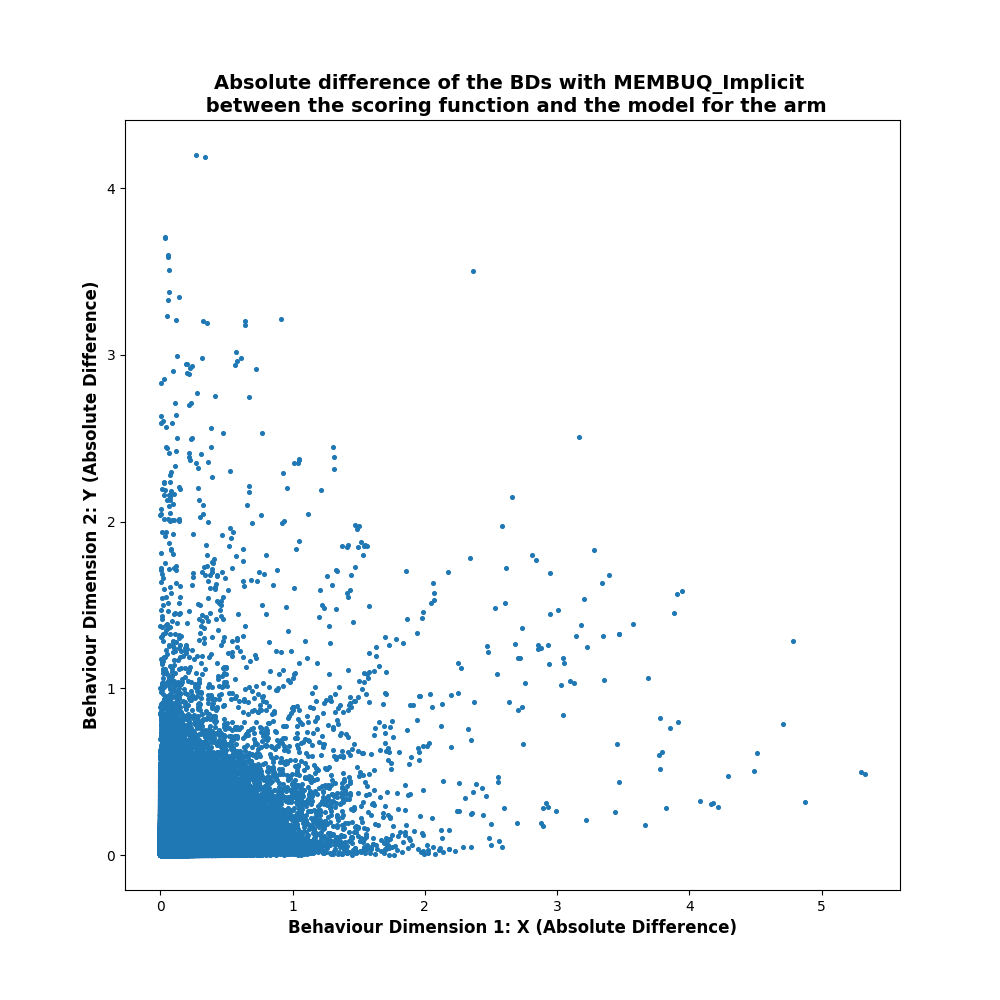 Absolute difference of the BDs with MEMBUQ_Implicit
between the scoring function and the model for the arm
Behaviour Dimension 2: Y (Absolute Difference)
4
3
2
1
0
0 1 2 3 4 5
Behaviour Dimension 1: X (Absolute Difference)